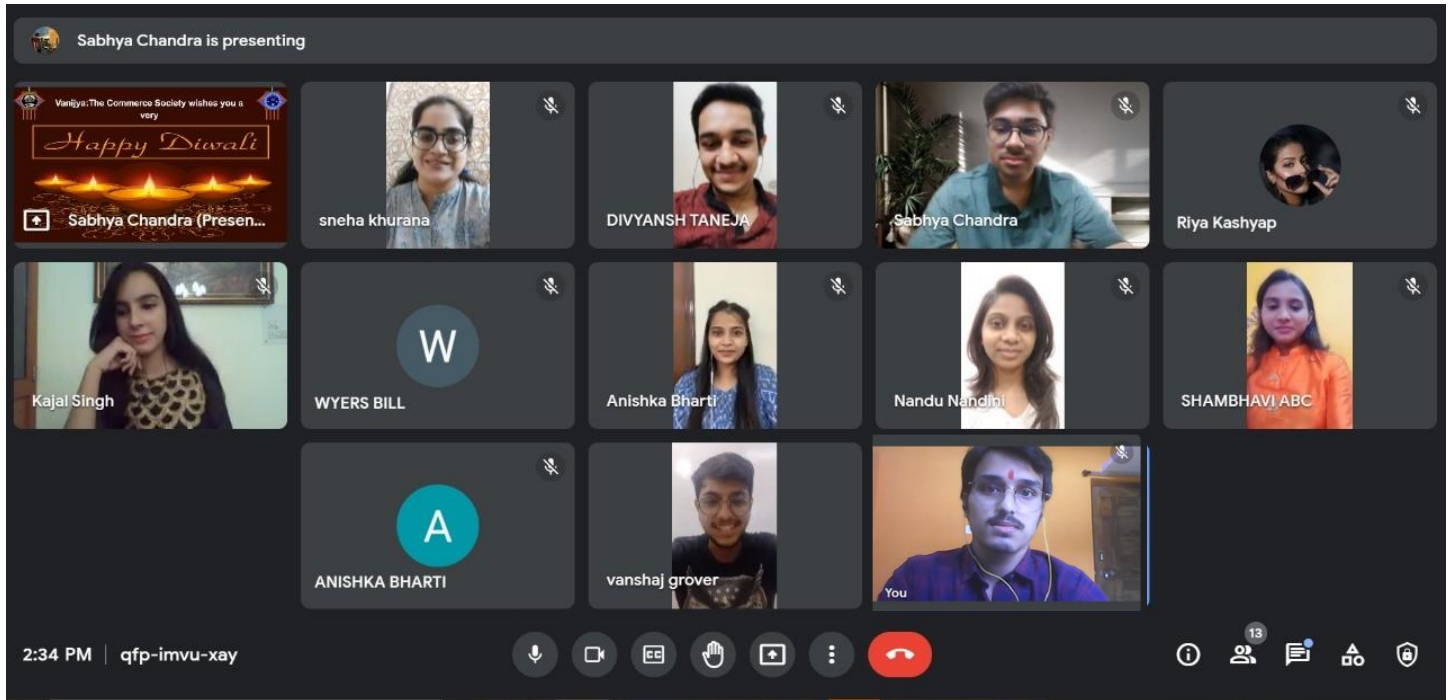 Sabhya Chandra is presenting
Vanijya:The Commerce Society wishes you a
very
Happy Diwali
Sabhya Chandra (Presen...
sneha khurana
DIVYANSH TANEJA
Sabhya Chandra
Riya Kashyap
Kajal Singh
W
WYERS BILL
Anishka Bharti
Nandu Nandini
SHAMBHAVI ABC
A
ANISHKA BHARTI
vanshaj grover
You
2:34 PM | qfp-imvu-xay
CC
13